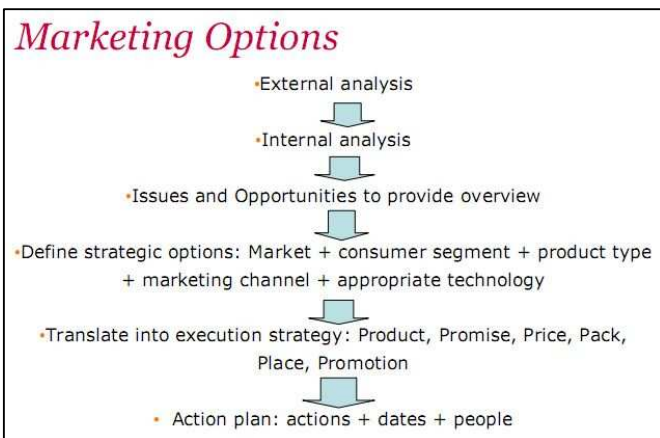 Marketing Options
•External analysis
•Internal analysis
•Issues and Opportunities to provide overview
•Define strategic options: Market + consumer segment + product type
+ marketing channel + appropriate technology
•Translate into execution strategy: Product, Promise, Price, Pack,
Place, Promotion
• Action plan: actions + dates + people